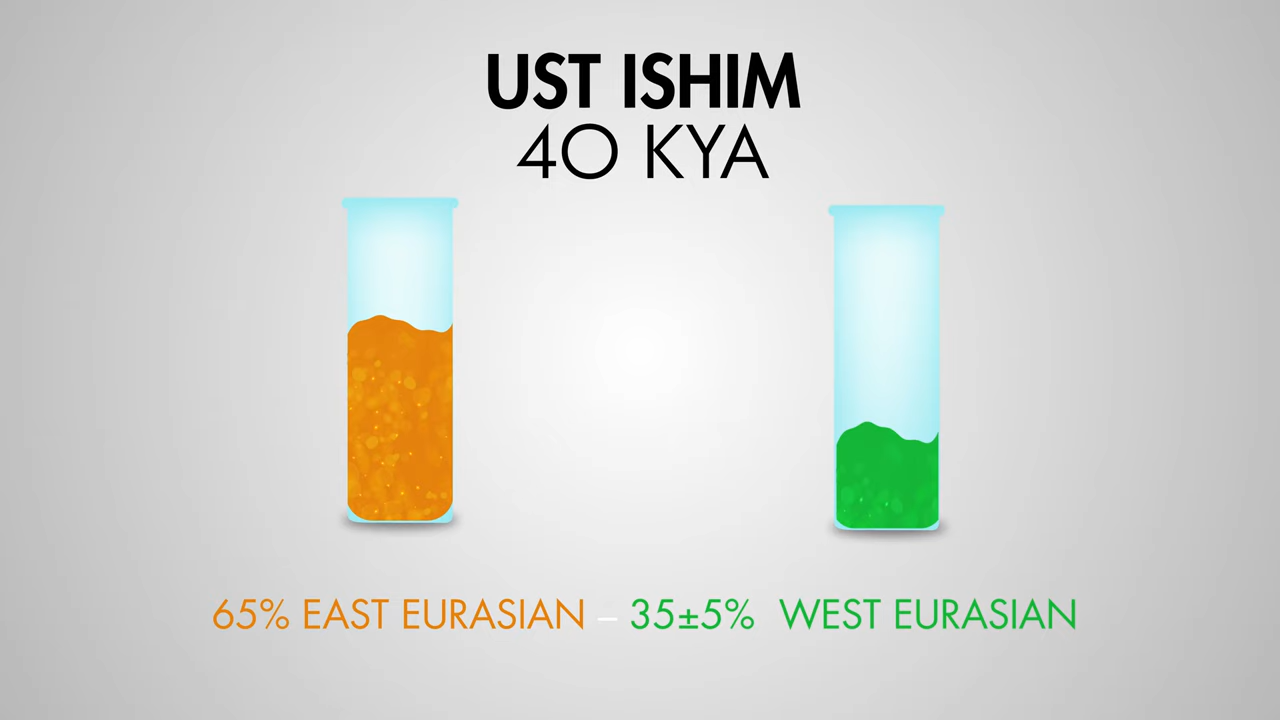 UST ISHIM
40 KYA
65% EAST EURASIAN – 35±5% WEST EURASIAN